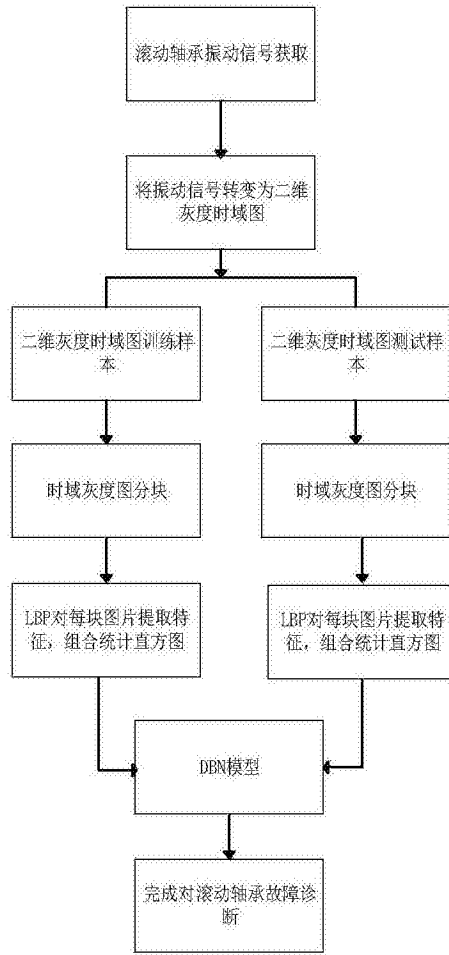 滚动轴承振动信号获取
将振动信号转变为二维
灰度时域图
二维灰度时域图训练样
本
二维灰度时域图测试样
本
时域灰度图分块
时域灰度图分块
LBP对每块图片提取特
征，组合统计直方图
LBP对每块图片提取特
征，组合统计直方图
DBN模型
完成对滚动轴承故障诊
断